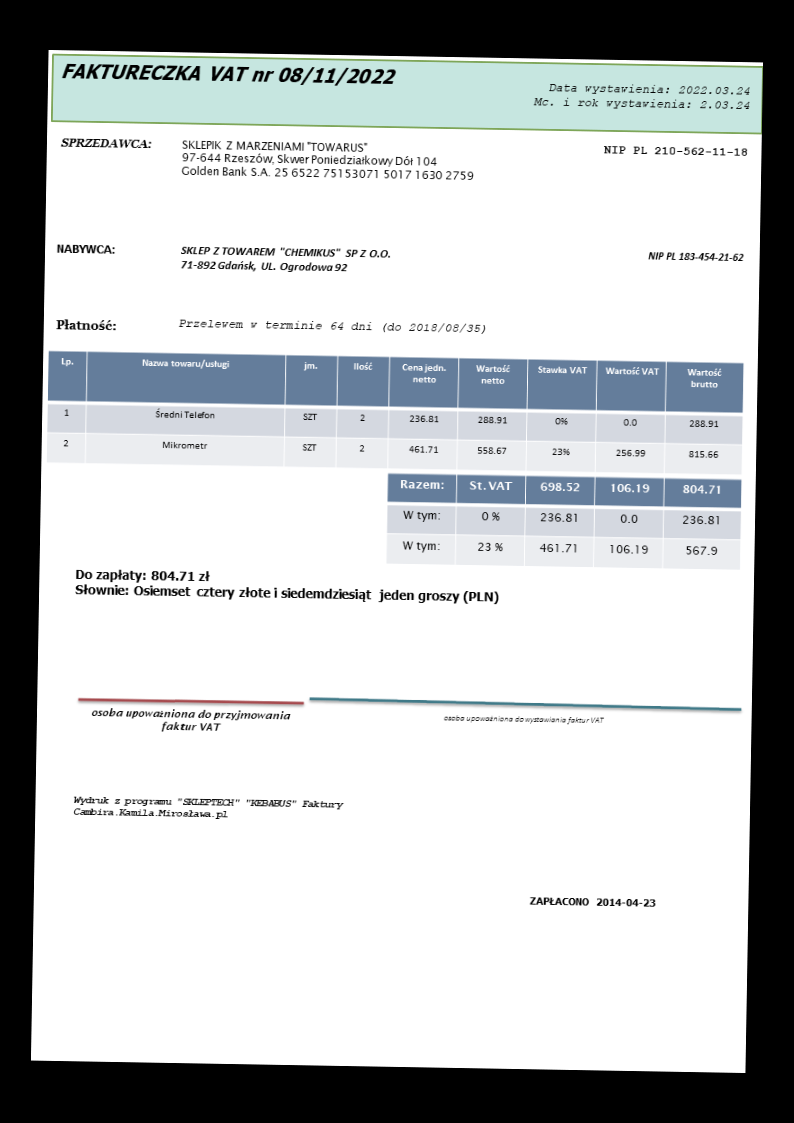 FAKTURECZKA VAT nr 08/11/2022
Data wystawienia: 2022.03.24
Mc. i rok wystawienia: 2.03.24
SPRZEDAWCA:
SKLEPIK Z MARZENIAMI "TOWARUS"
97-644 Rzeszów, Skwer Poniedziałkowy Dół 104
Golden Bank S.A. 25 6522 75153071 5017 1630 2759
NIP PL 210-562-11-18
NABYWCA:
SKLEP Z TOWAREM "CHEMIKUS" SP Z O.O.
71-892 Gdańsk, UL. Ogrodowa 92
NIP PL 183-454-21-62
Płatność: Przelewem w terminie 64 dni (do 2018/08/35)
Lp. Nazwa towaru/usługi jm. Ilość Cena jedn. netto Wartość netto Stawka VAT Wartość VAT Wartość brutto
1 Średni Telefon SZT 2 236.81 288.91 0% 0.0 288.91
2 Mikrometr SZT 2 461.71 558.67 23% 256.99 815.66
Razem: St. VAT 698.52 106.19 804.71
W tym: 0 % 236.81 0.0 236.81
W tym: 23 % 461.71 106.19 567.9
Do zapłaty: 804.71 zł
Słownie: Osiemset cztery złote i siedemdziesiąt jeden groszy (PLN)
osoba upoważniona do przyjmowania
faktur VAT
osoba upoważniona do wystawiania faktur VAT
Wydruk z programu "SKLEPTECH" "KEBABUS" Faktury
Cambira.Kamila.Mirosława.pl
ZAPŁACONO 2014-04-23